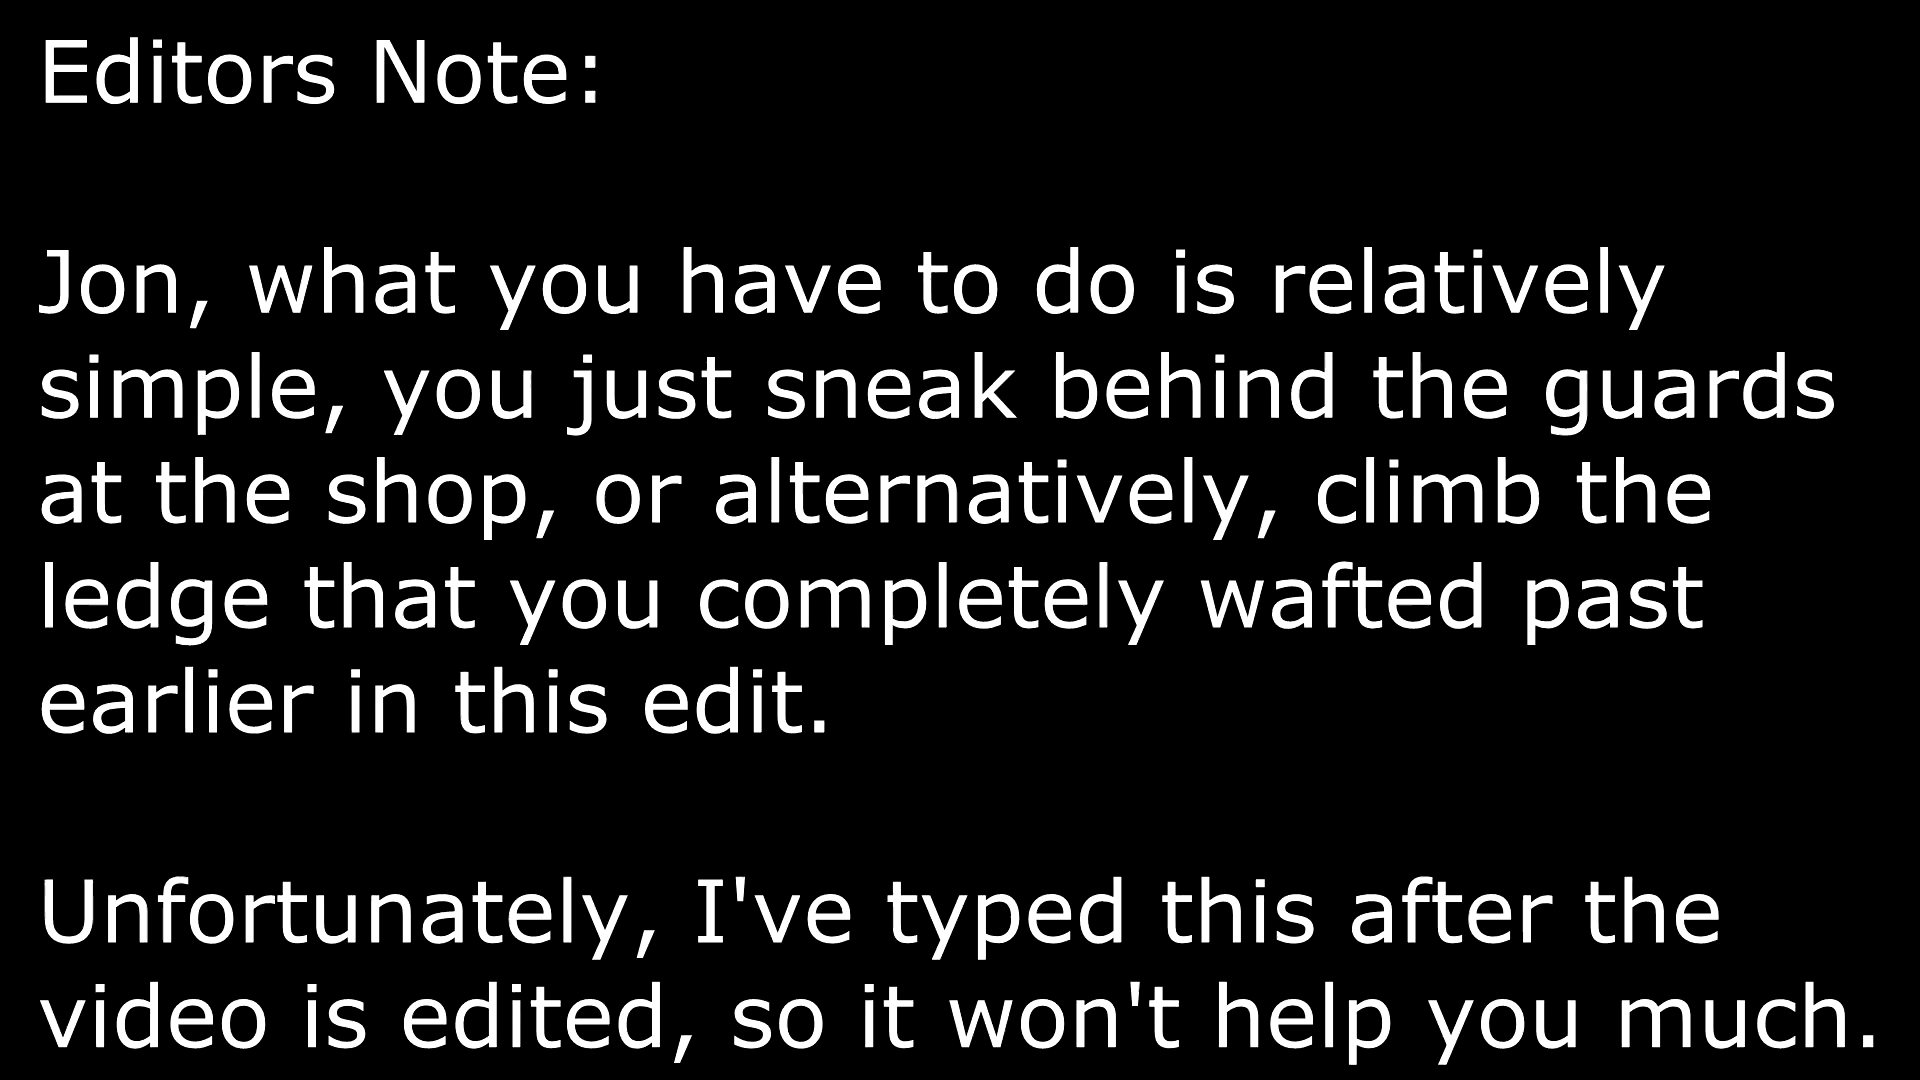 Editors Note:
Jon, what you have to do is relatively
simple, you just sneak behind the guards
at the shop, or alternatively, climb the
ledge that you completely wafted past
earlier in this edit.
Unfortunately, I've typed this after the
video is edited, so it won't help you much.